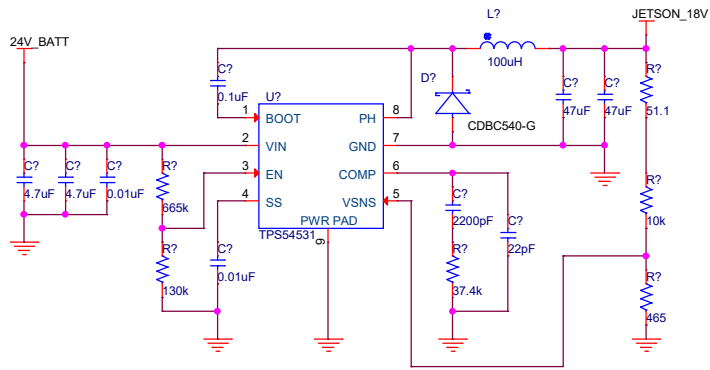 L?
JETSON_18V
24V_BATT
100uH
C?
0.1uF
U?
D?
CDBC540-G
C?
47uF
C?
47uF
R?
51.1
1
BOOT
PH
8
2
VIN
GND
7
3
EN
COMP
6
4
SS
VSNS
5
PWR PAD
9
TPS54531
C?
4.7uF
C?
4.7uF
C?
0.01uF
R?
665k
R?
130k
C?
0.01uF
C?
2200pF
C?
22pF
R?
37.4k
R?
10k
R?
465